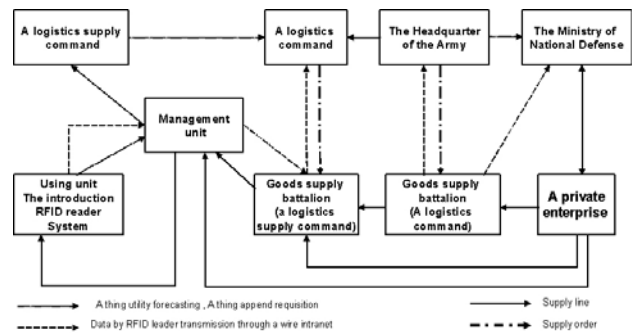 A logistics supply
command
A logistics
command
The Headquarter
of the Army
The Ministry of
National Defense
Management
unit
Using unit
The introduction
RFID reader
System
Goods supply
battalion
(a logistics
supply command)
Goods supply
battalion
(A logistics
command)
A private
enterprise
A thing utility forecasting , A thing append requisition
Supply line
Data by RFID leader transmission through a wire intranet
Supply order